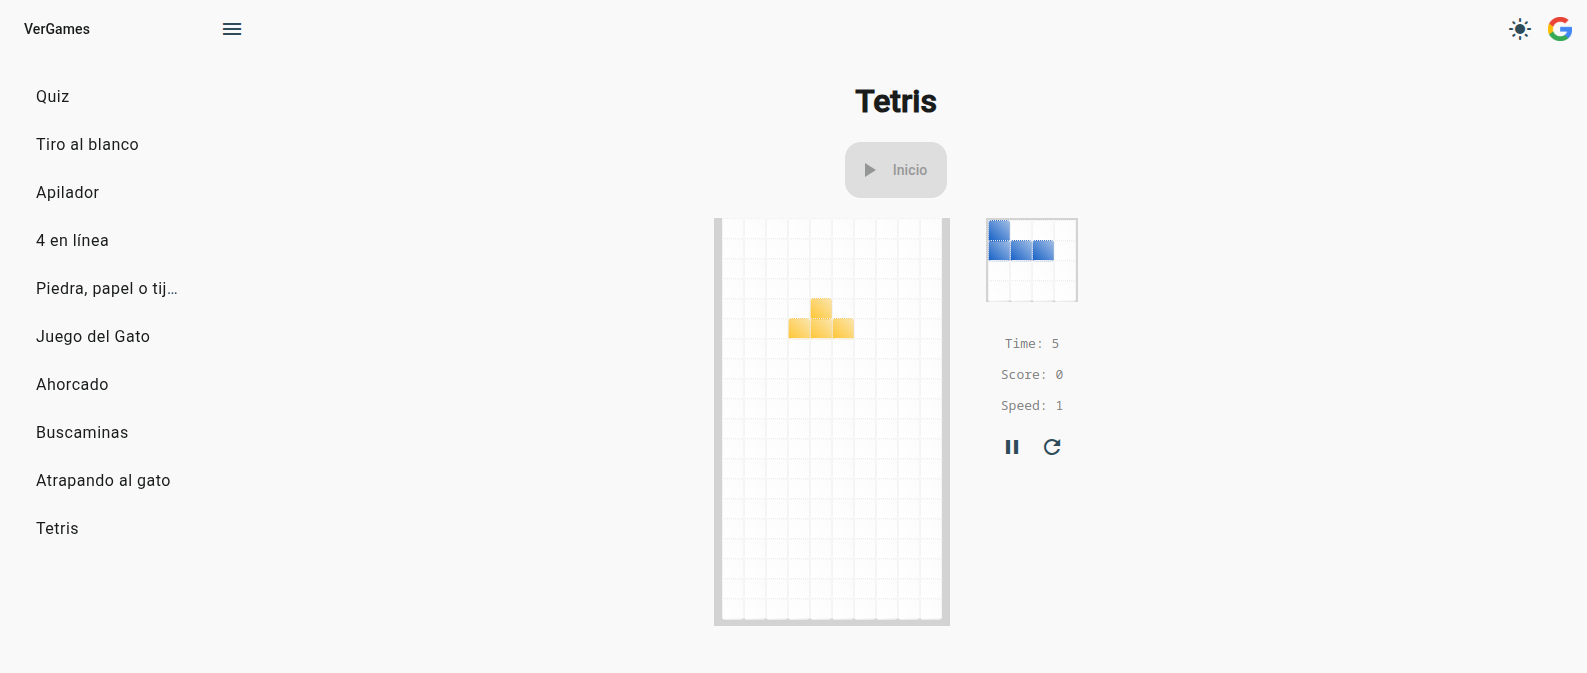 VerGames
Quiz
Tiro al blanco
Apilador
4 en línea
Piedra, papel o tij...
Juego del Gato
Ahorcado
Buscaminas
Atrapando al gato
Tetris
Tetris
Inicio
Time: 5
Score: 0
Speed: 1